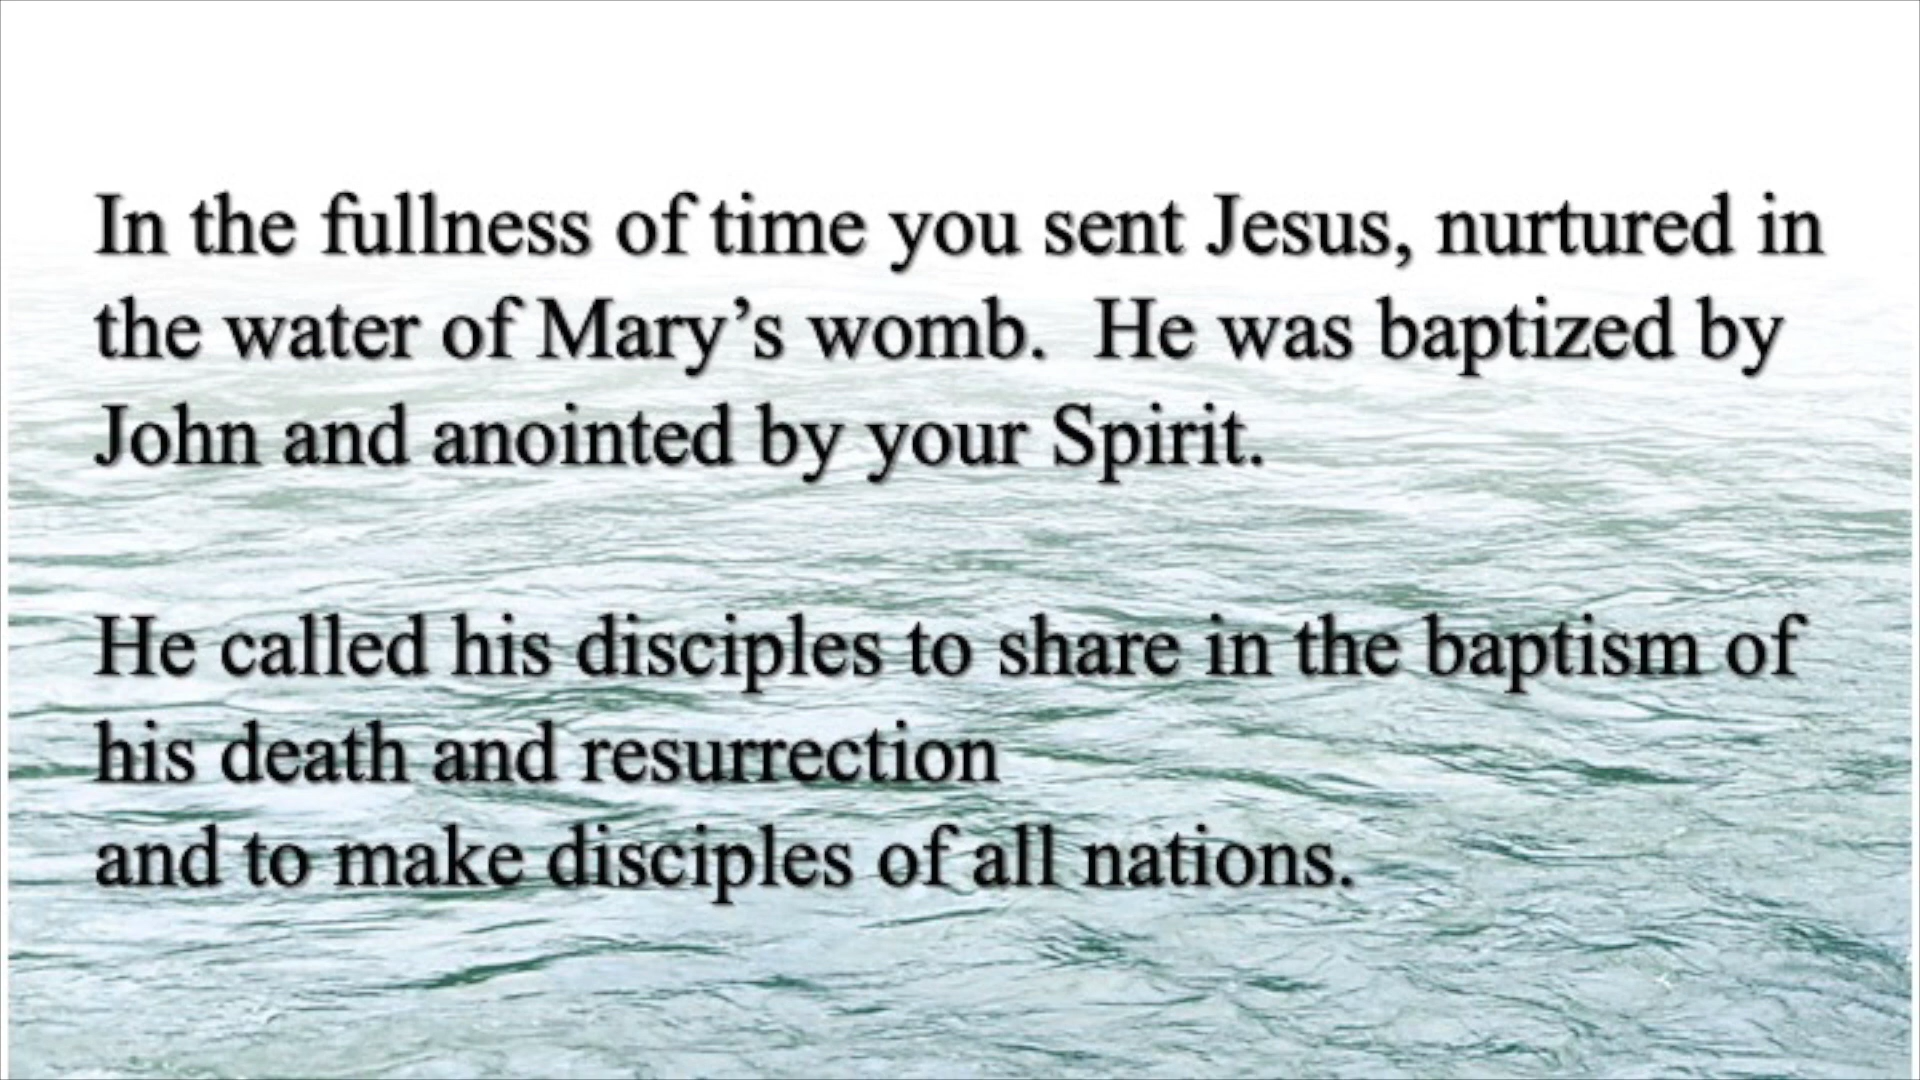 In the fullness of time you sent Jesus, nurtured in
the water of Mary’s womb.  He was baptized by
John and anointed by your Spirit.
He called his disciples to share in the baptism of
his death and resurrection
and to make disciples of all nations.